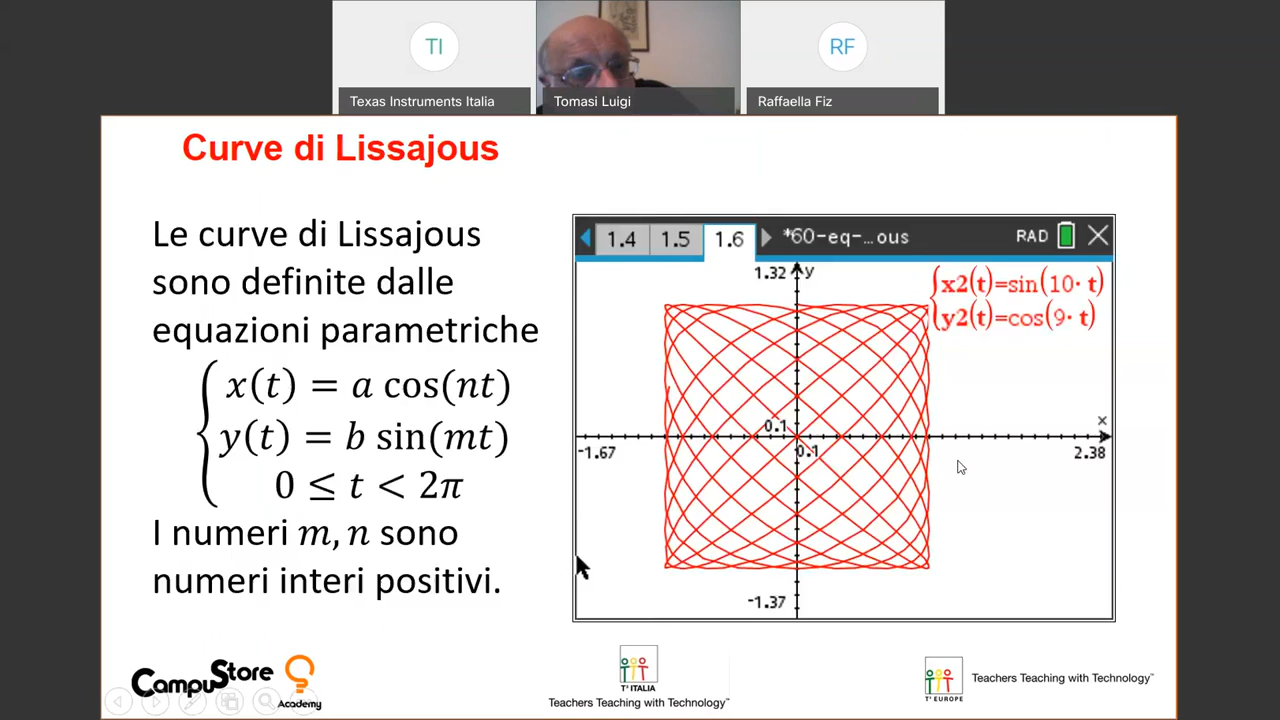 TI
RF
Texas Instruments Italia
Tomasi Luigi
Raffaella Fiz
Curve di Lissajous
Le curve di Lissajous
sono definite dalle
equazioni parametriche
x(t) = a cos(nt)
y(t) = b sin(mt)
0 ≤ t < 2π
I numeri m, n sono
numeri interi positivi.
1.4 1.5 1.6 *60-eq-...ous RAD
1.32 y
x2(t)=sin(10· t)
y2(t)=cos(9· t)
0.1
x
-1.67 0.1 2.38
-1.37
CampuStore
Academy
T³ ITALIA
Teachers Teaching with Technology™
T³ EUROPE
Teachers Teaching with Technology™